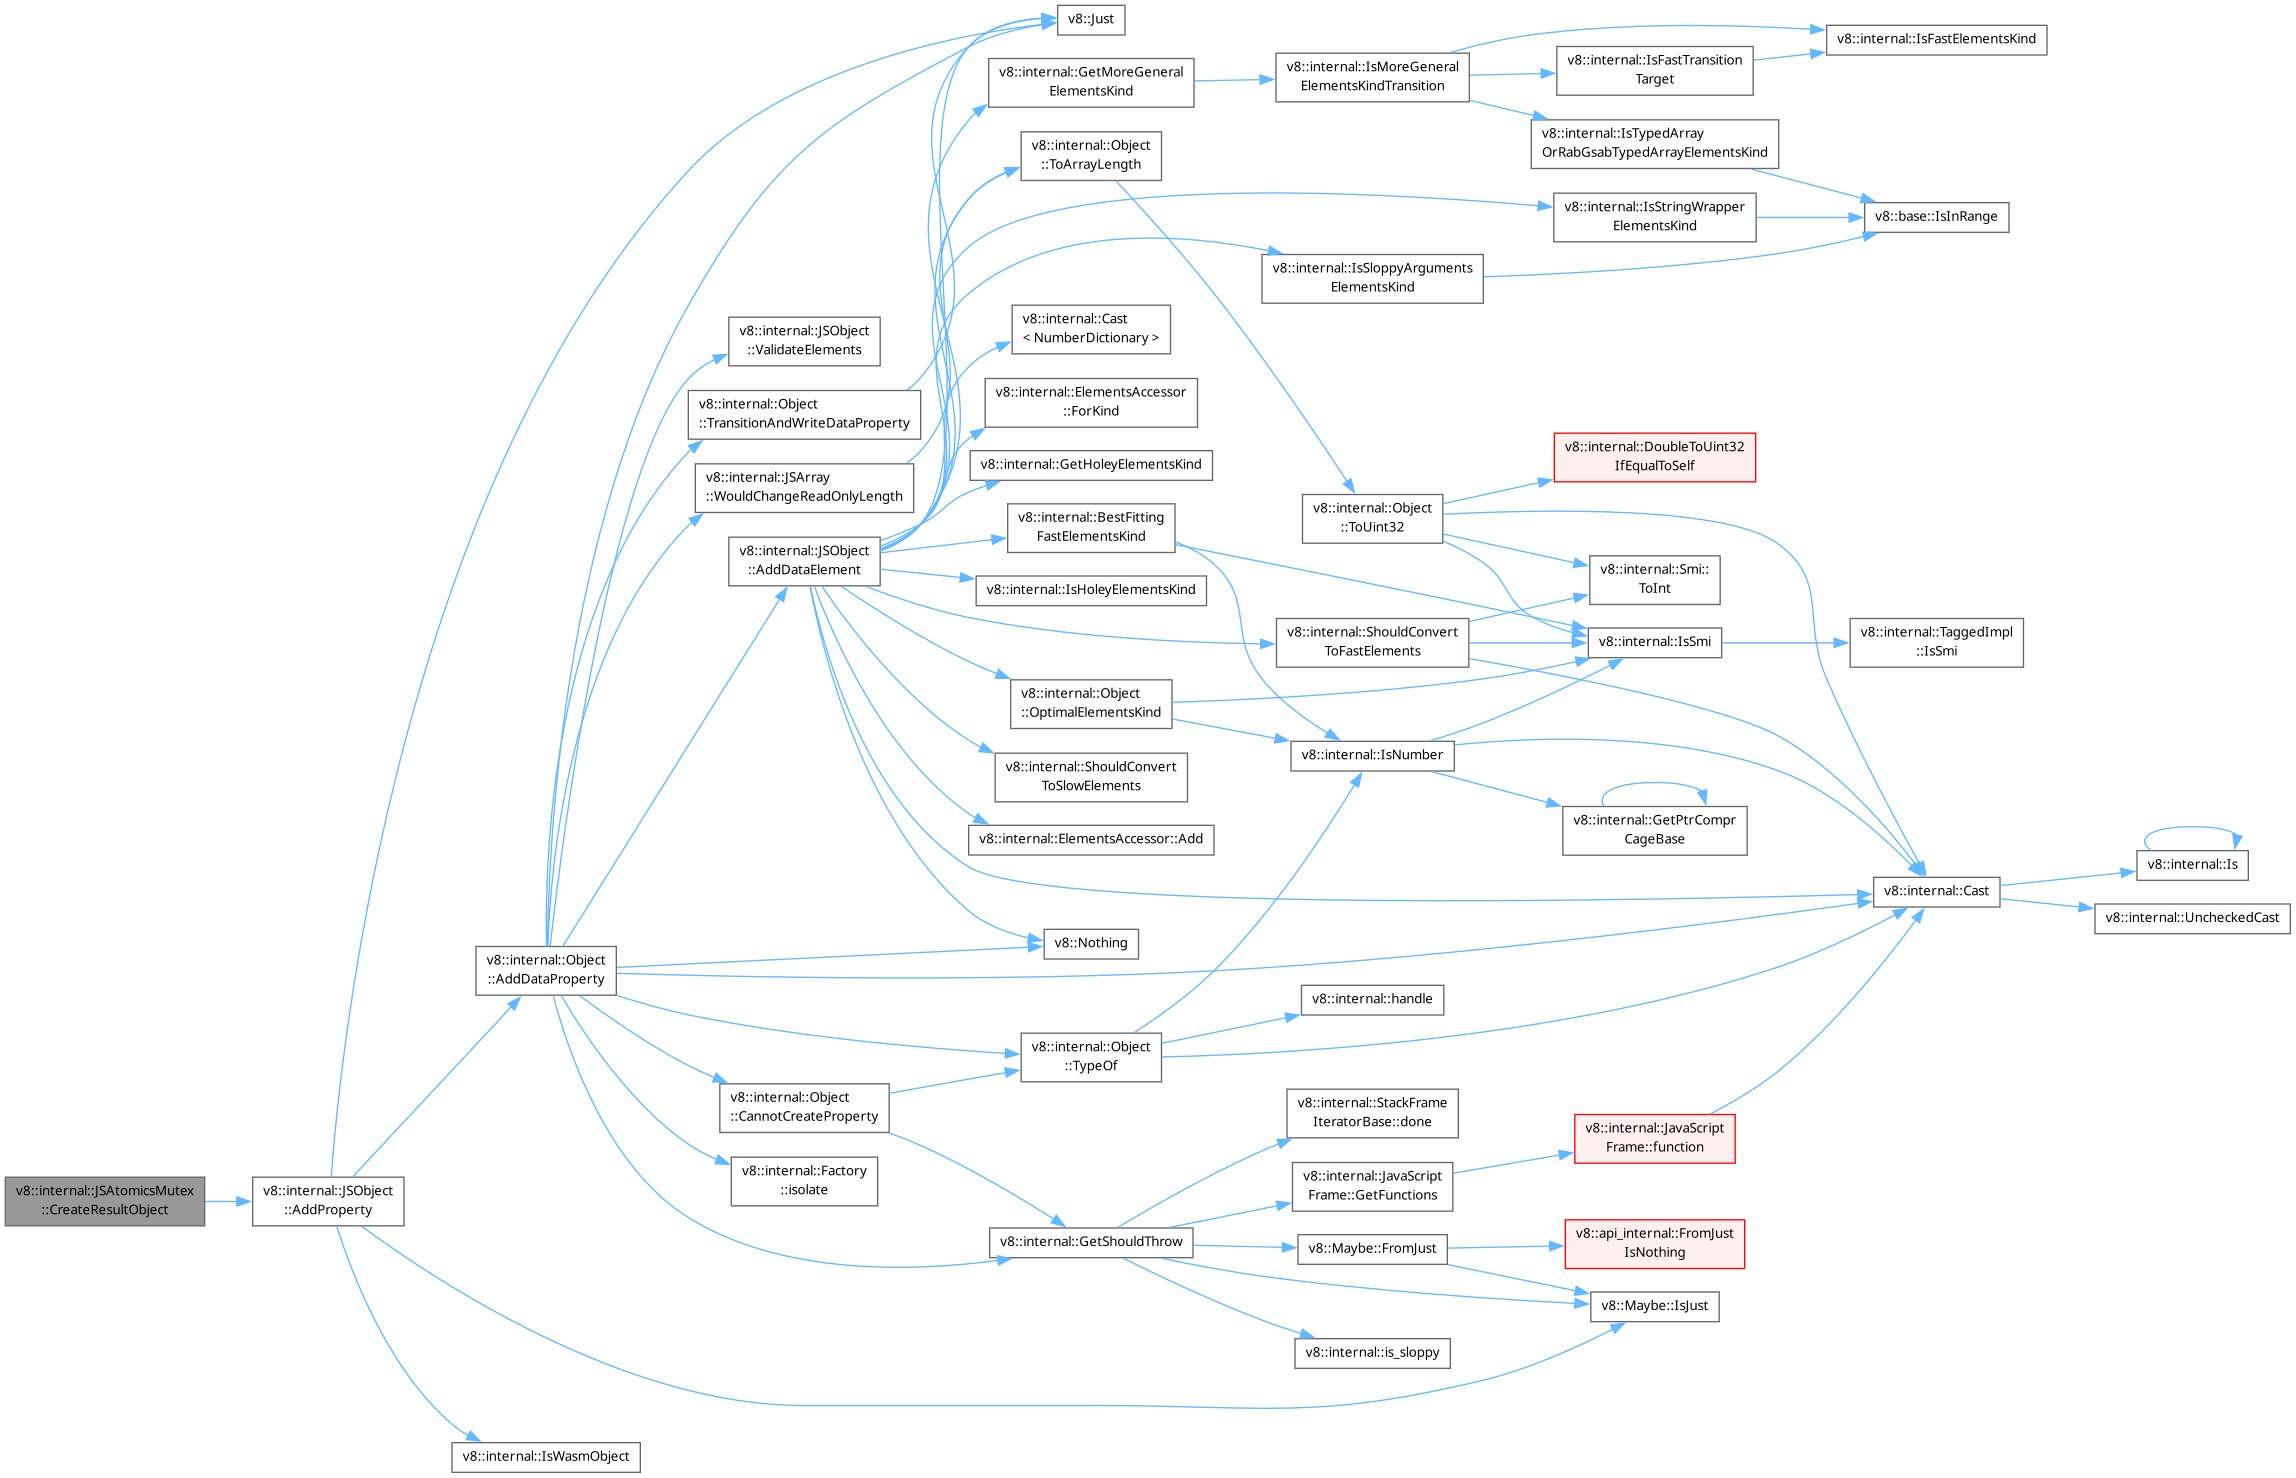 v8::Just
v8::internal::GetMoreGeneral
ElementsKind
v8::internal::IsMoreGeneral
ElementsKindTransition
v8::internal::IsFastTransition
Target
v8::internal::IsFastElementsKind
v8::internal::IsTypedArray
OrRabGsabTypedArrayElementsKind
v8::internal::Object
::ToArrayLength
v8::internal::IsStringWrapper
ElementsKind
v8::base::IsInRange
v8::internal::IsSloppyArguments
ElementsKind
v8::internal::JSObject
::ValidateElements
v8::internal::Cast
< NumberDictionary >
v8::internal::Object
::TransitionAndWriteDataProperty
v8::internal::ElementsAccessor
::ForKind
v8::internal::JSArray
::WouldChangeReadOnlyLength
v8::internal::GetHoleyElementsKind
v8::internal::DoubleToUint32
IfEqualToSelf
v8::internal::JSObject
::AddDataElement
v8::internal::BestFitting
FastElementsKind
v8::internal::Object
::ToUint32
v8::internal::IsHoleyElementsKind
v8::internal::Smi::
ToInt
v8::internal::ShouldConvert
ToFastElements
v8::internal::IsSmi
v8::internal::TaggedImpl
::IsSmi
v8::internal::Object
::OptimalElementsKind
v8::internal::IsNumber
v8::internal::ShouldConvert
ToSlowElements
v8::internal::GetPtrCompr
CageBase
v8::internal::ElementsAccessor::Add
v8::internal::Is
v8::internal::Cast
v8::internal::UncheckedCast
v8::Nothing
v8::internal::Object
::AddDataProperty
v8::internal::handle
v8::internal::Object
::TypeOf
v8::internal::Object
::CannotCreateProperty
v8::internal::StackFrame
IteratorBase::done
v8::internal::JavaScript
Frame::function
v8::internal::Factory
::isolate
v8::internal::JavaScript
Frame::GetFunctions
v8::internal::JSAtomicsMutex
::CreateResultObject
v8::internal::JSObject
::AddProperty
v8::internal::GetShouldThrow
v8::Maybe::FromJust
v8::api_internal::FromJust
IsNothing
v8::Maybe::IsJust
v8::internal::is_sloppy
v8::internal::IsWasmObject